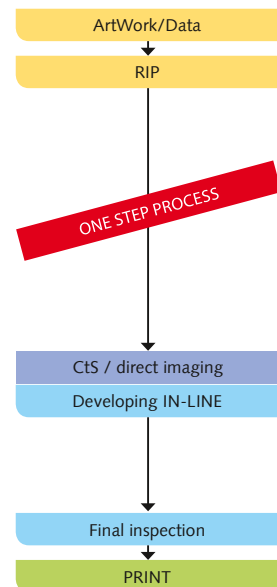 ArtWork/Data
RIP
ONE STEP PROCESS
CtS / direct imaging
Developing IN-LINE
Final inspection
PRINT